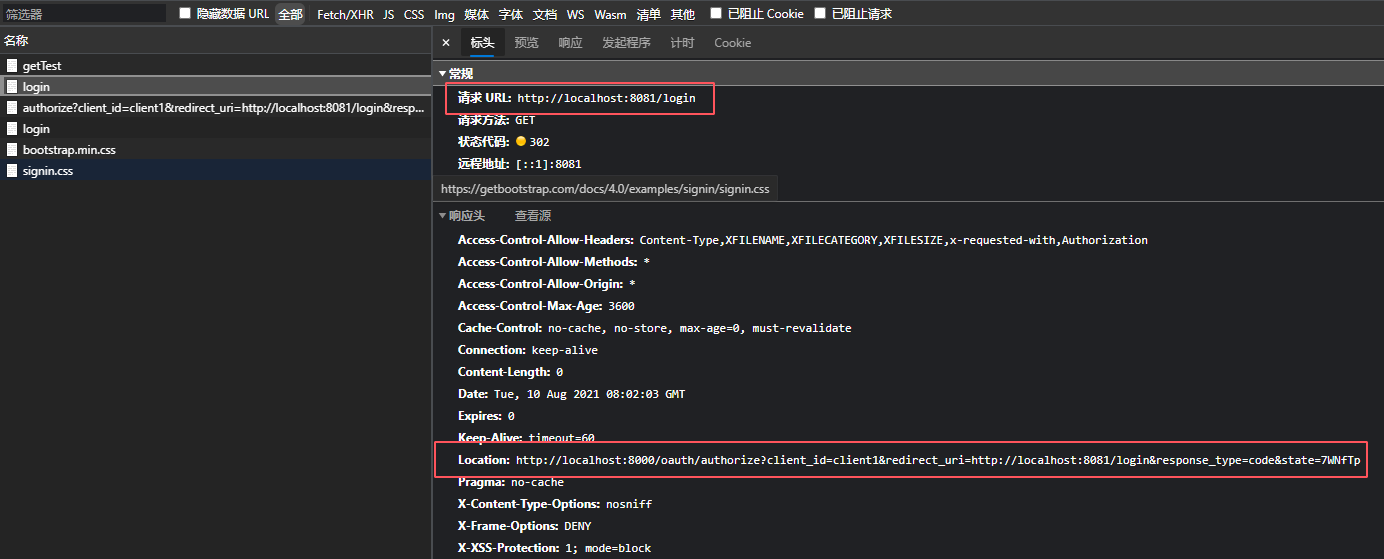 筛选器 隐藏数据 URL 全部 Fetch/XHR JS CSS Img 媒体 字体 文档 WS Wasm 清单 其他 已阻止 Cookie 已阻止请求
名称
getTest
login
authorize?client_id=client1&redirect_uri=http://localhost:8081/login&resp...
login
bootstrap.min.css
signin.css
× 标头 预览 响应 发起程序 计时 Cookie
常规
请求 URL: http://localhost:8081/login
请求方法: GET
状态代码: 302
远程地址: [::1]:8081
https://getbootstrap.com/docs/4.0/examples/signin/signin.css
响应头 查看源
Access-Control-Allow-Headers: Content-Type,XFILENAME,XFILECATEGORY,XFILESIZE,x-requested-with,Authorization
Access-Control-Allow-Methods: *
Access-Control-Allow-Origin: *
Access-Control-Max-Age: 3600
Cache-Control: no-cache, no-store, max-age=0, must-revalidate
Connection: keep-alive
Content-Length: 0
Date: Tue, 10 Aug 2021 08:02:03 GMT
Expires: 0
Keep-Alive: timeout=60
Location: http://localhost:8000/oauth/authorize?client_id=client1&redirect_uri=http://localhost:8081/login&response_type=code&state=7WNfTp
Pragma: no-cache
X-Content-Type-Options: nosniff
X-Frame-Options: DENY
X-XSS-Protection: 1; mode=block